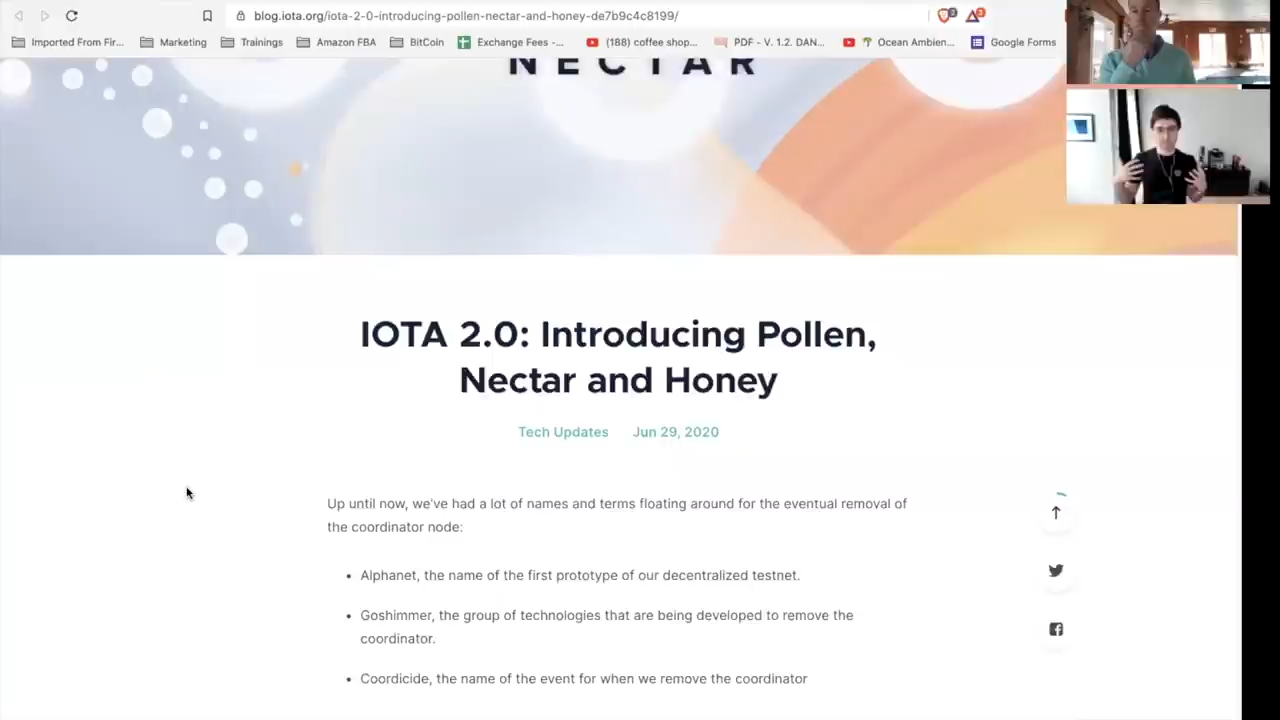 blog.iota.org/iota-2-0-introducing-pollen-nectar-and-honey-de7b9c4c8199/
Imported From Fir... Marketing Trainings Amazon FBA BitCoin Exchange Fees -... (188) coffee shop... PDF - V. 1.2. DAN... Ocean Ambien... Google Forms
NECTAR
IOTA 2.0: Introducing Pollen,
Nectar and Honey
Tech Updates Jun 29, 2020
Up until now, we've had a lot of names and terms floating around for the eventual removal of
the coordinator node:
• Alphanet, the name of the first prototype of our decentralized testnet.
• Goshimmer, the group of technologies that are being developed to remove the
coordinator.
• Coordicide, the name of the event for when we remove the coordinator